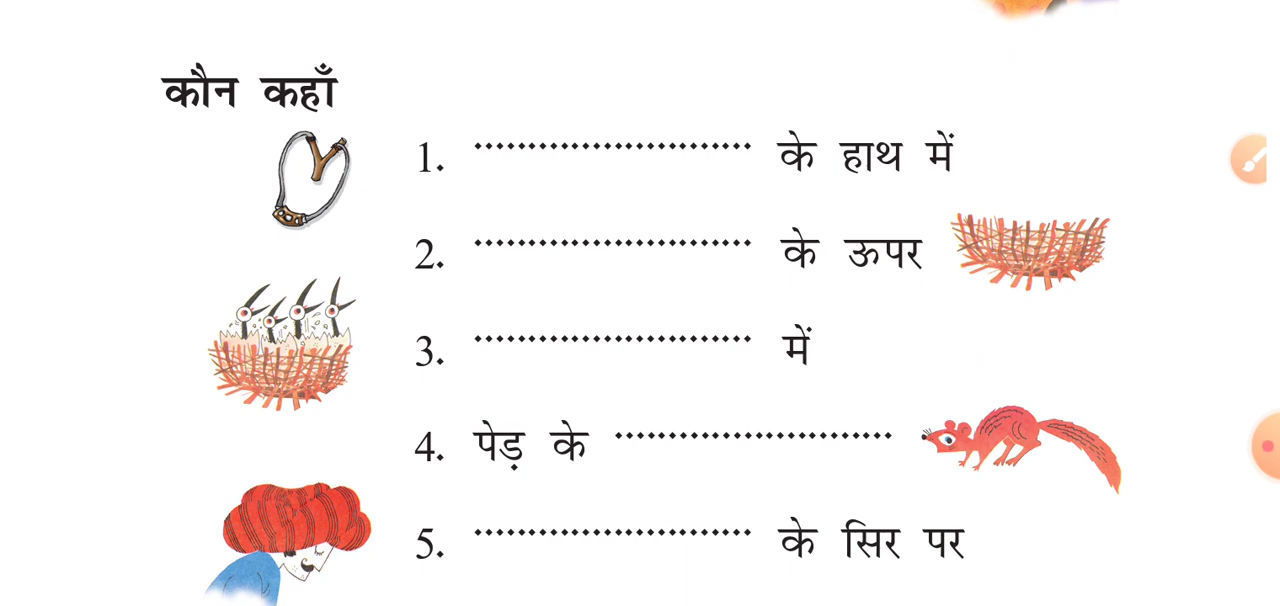 कौन कहाँ
1. ......................... के हाथ में
2. ......................... के ऊपर
3. ......................... में
4. पेड़ के .........................
5. ......................... के सिर पर